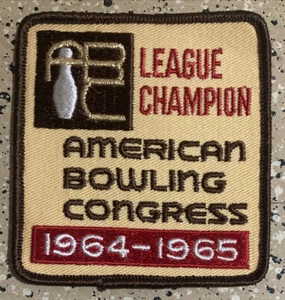 ABC
LEAGUE
CHAMPION
AMERICAN
BOWLING
CONGRESS
1964-1965